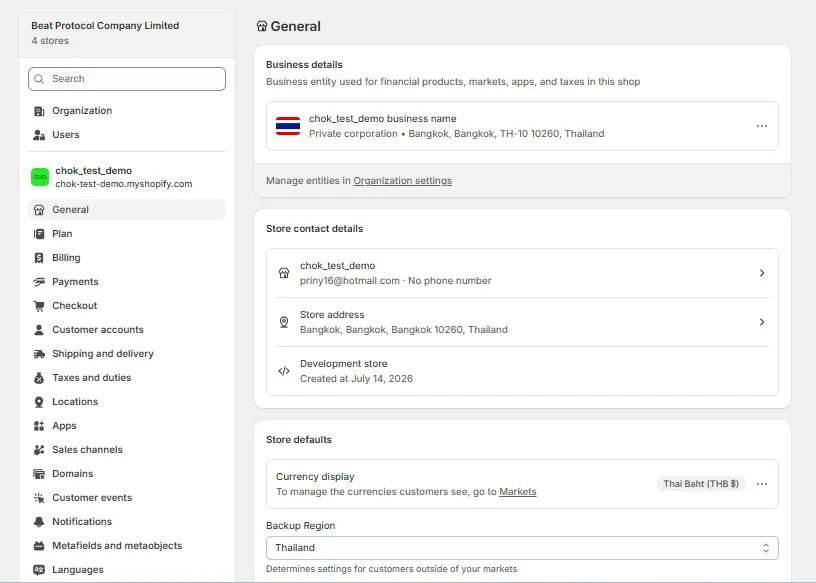 Beat Protocol Company Limited
4 stores
Search
Organization
Users
CHO
chok_test_demo
chok-test-demo.myshopify.com
General
Plan
Billing
Payments
Checkout
Customer accounts
Shipping and delivery
Taxes and duties
Locations
Apps
Sales channels
Domains
Customer events
Notifications
Metafields and metaobjects
Languages
General
Business details
Business entity used for financial products, markets, apps, and taxes in this shop
chok_test_demo business name
Private corporation • Bangkok, Bangkok, TH-10 10260, Thailand
Manage entities in Organization settings
Store contact details
chok_test_demo
priny16@hotmail.com · No phone number
Store address
Bangkok, Bangkok, Bangkok 10260, Thailand
Development store
Created at July 14, 2026
Store defaults
Currency display
To manage the currencies customers see, go to Markets
Thai Baht (THB ฿)
Backup Region
Thailand
Determines settings for customers outside of your markets